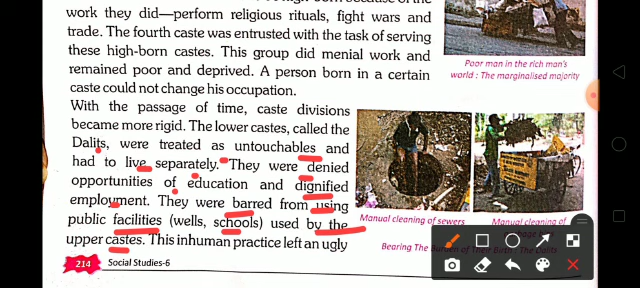 work they did—perform religious rituals, fight wars and
trade. The fourth caste was entrusted with the task of serving
these high-born castes. This group did menial work and
remained poor and deprived. A person born in a certain
caste could not change his occupation.
With the passage of time, caste divisions
became more rigid. The lower castes, called the
Dalits, were treated as untouchables and
had to live separately. They were denied
opportunities of education and dignified
employment. They were barred from using
public facilities (wells, schools) used by the
upper castes. This inhuman practice left an ugly
Poor man in the rich man's
world : The marginalised majority
Manual cleaning of sewers
Manual cleaning of
Bearing The Burden of Their Birth : The Dalits
214 Social Studies-6